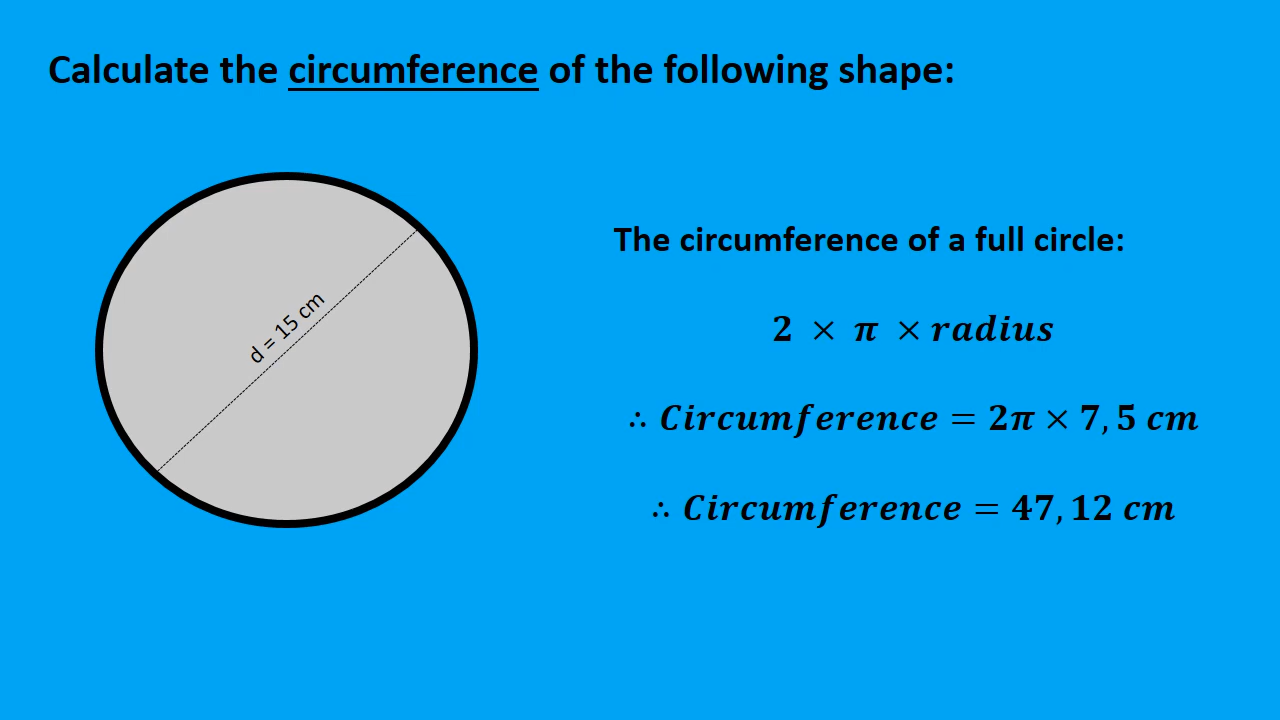 Calculate the circumference of the following shape:
d = 15 cm
The circumference of a full circle:
2 × π × radius
∴ Circumference = 2π × 7,5 cm
∴ Circumference = 47,12 cm